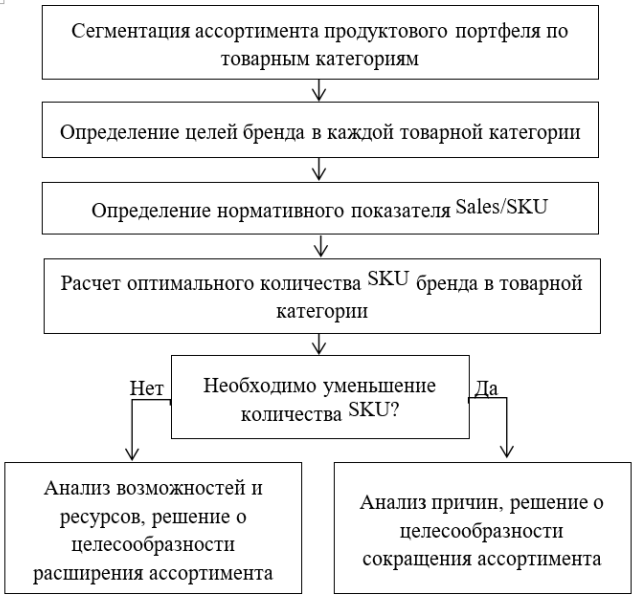 Сегментация ассортимента продуктового портфеля по
товарным категориям
Определение целей бренда в каждой товарной категории
Определение нормативного показателя Sales/SKU
Расчет оптимального количества SKU бренда в товарной
категории
Нет
Необходимо уменьшение
количества SKU?
Да
Анализ возможностей и
ресурсов, решение о
целесообразности
расширения ассортимента
Анализ причин, решение о
целесообразности
сокращения ассортимента